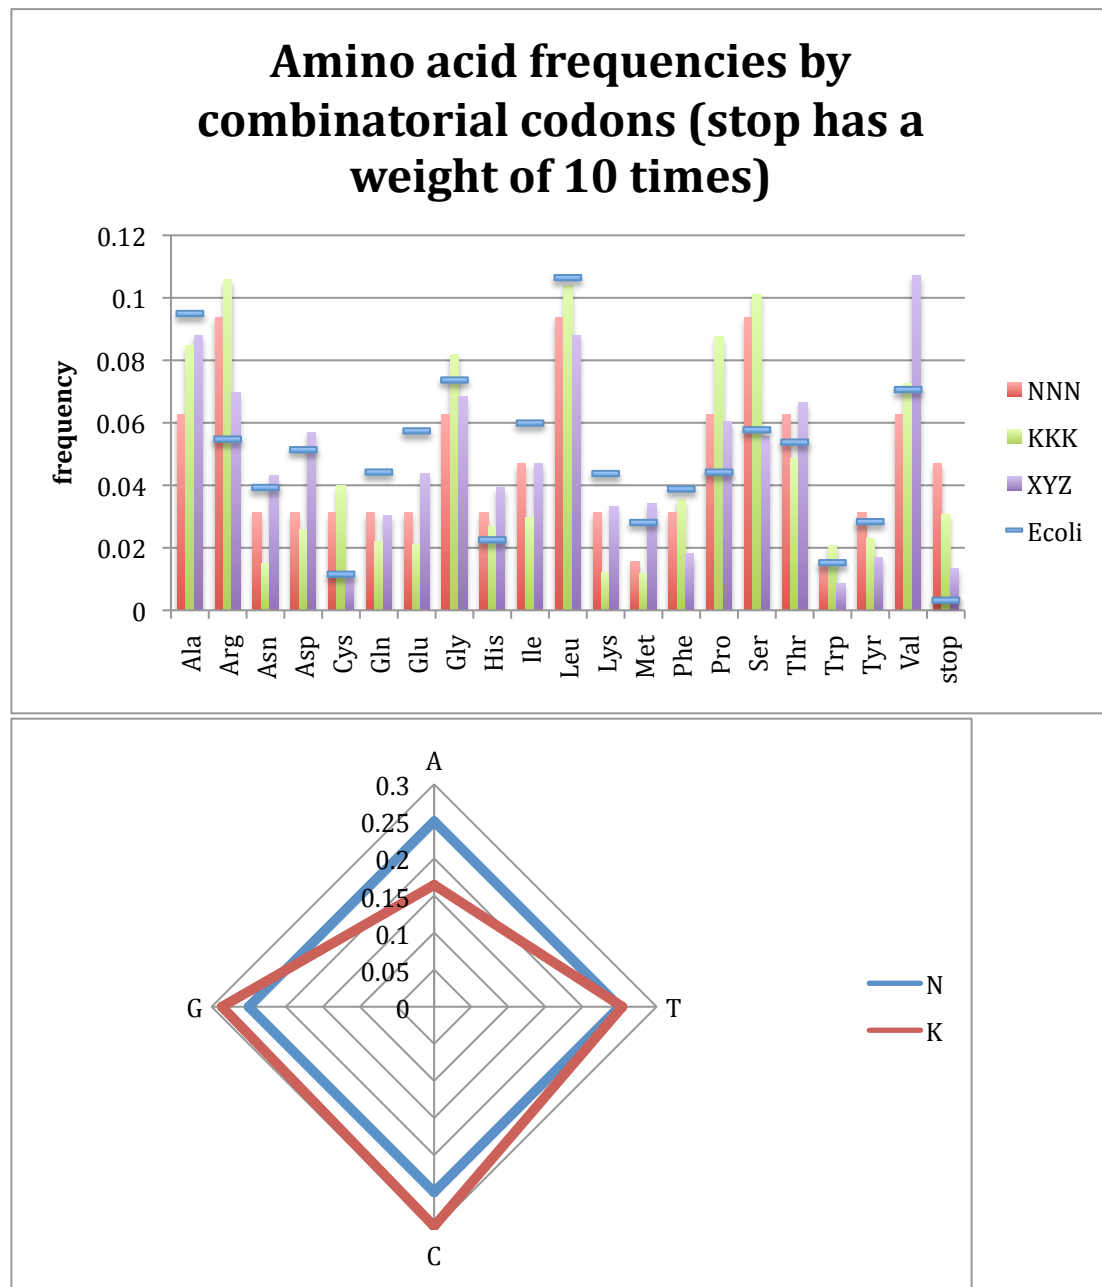 Amino acid frequencies by
combinatorial codons (stop has a
weight of 10 times)
0.12
0.1
0.08
0.06
0.04
0.02
0
frequency
Ala
Arg
Asn
Asp
Cys
Gln
Glu
Gly
His
Ile
Leu
Lys
Met
Phe
Pro
Ser
Thr
Trp
Tyr
Val
stop
NNN
KKK
XYZ
Ecoli
A
0.3
0.25
0.2
0.15
0.1
0.05
0
G
T
C
N
K